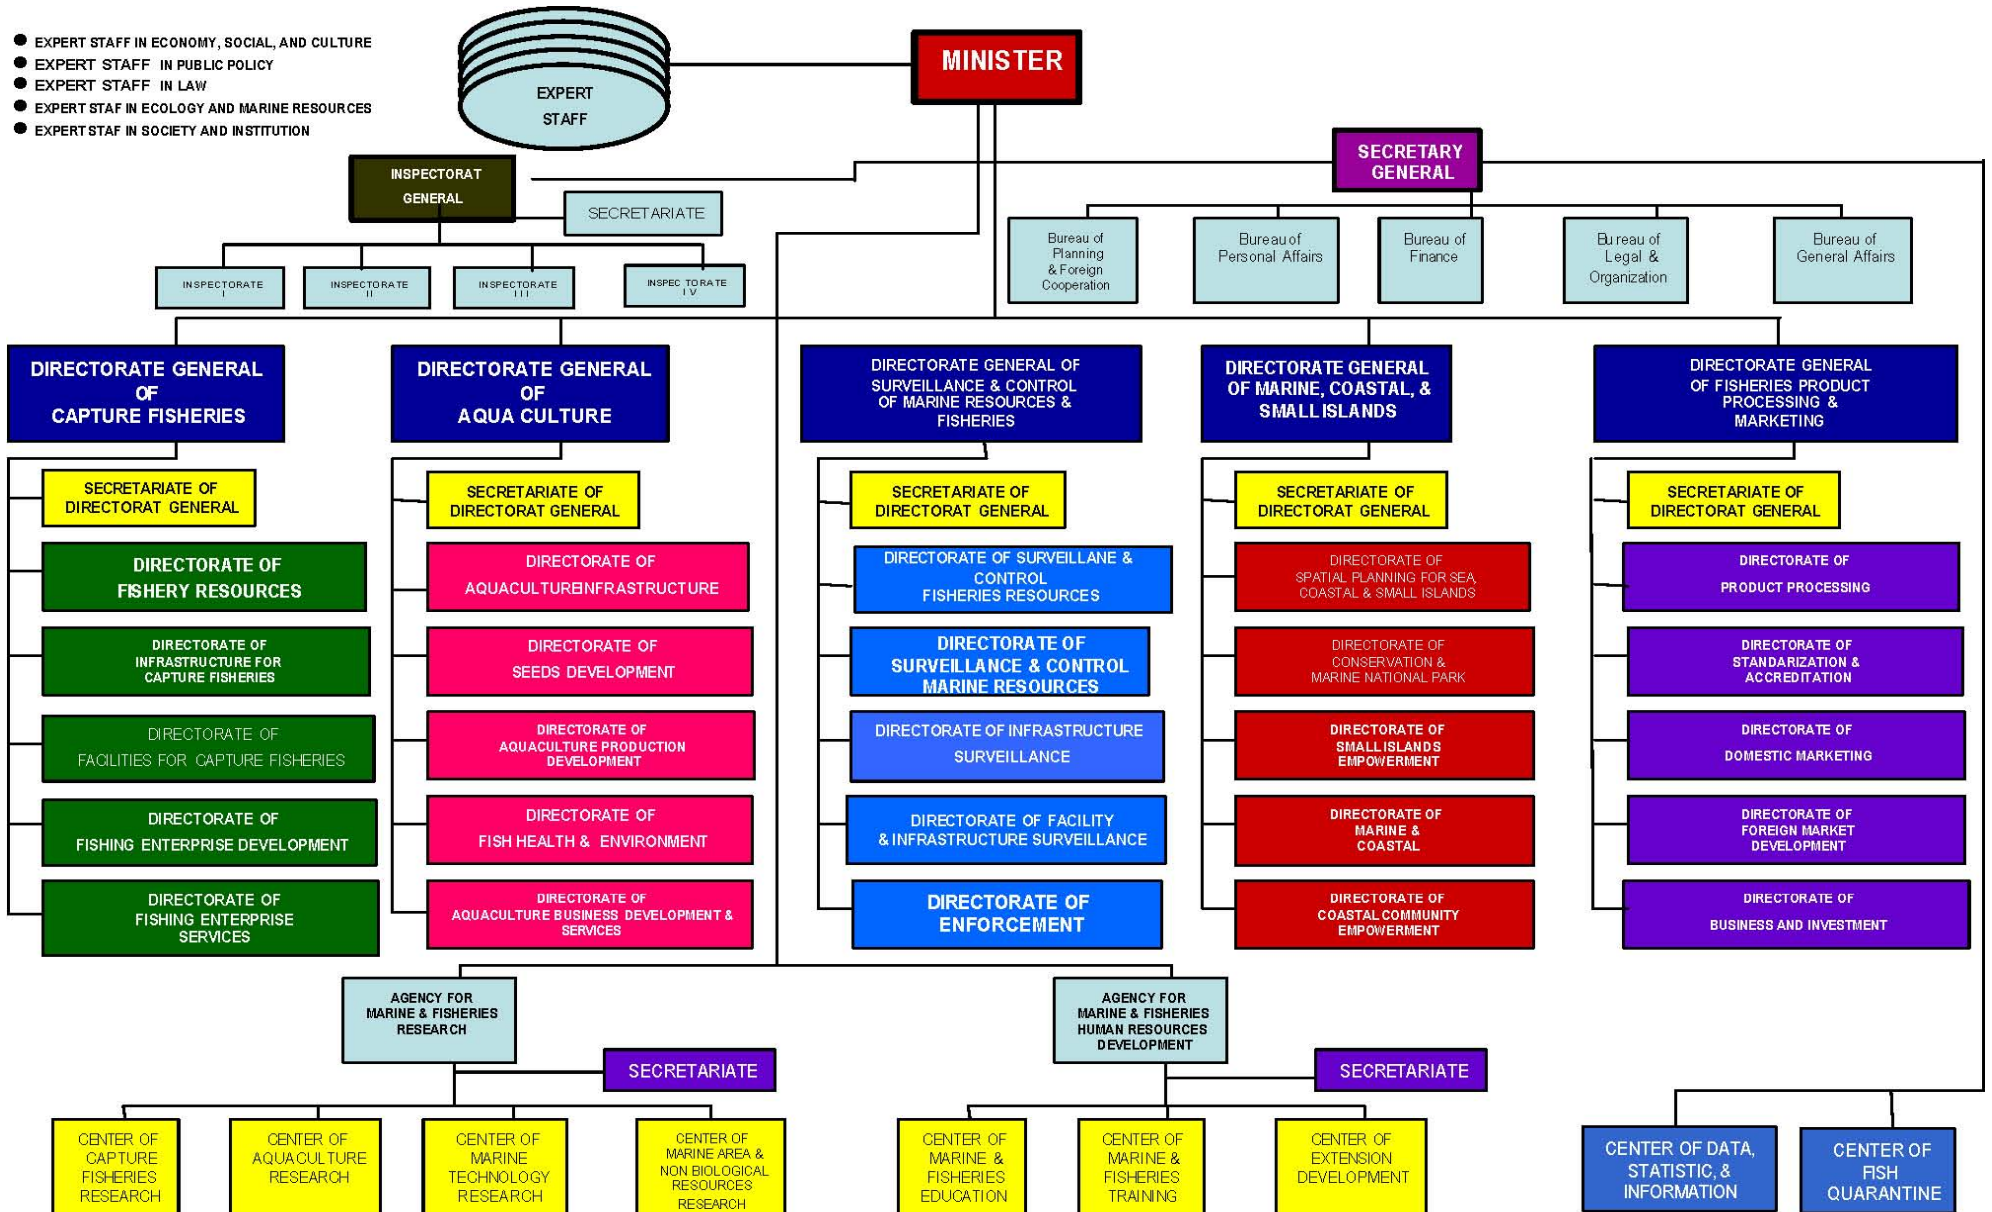 EXPERT STAFF IN ECONOMY, SOCIAL, AND CULTURE
EXPERT STAFF IN PUBLIC POLICY
EXPERT STAFF IN LAW
EXPERT STAF IN ECOLOGY AND MARINE RESOURCES
EXPERT STAF IN SOCIETY AND INSTITUTION
EXPERT
STAFF
MINISTER
SECRETARY
GENERAL
INSPECTORAT
GENERAL
SECRETARIATE
INSPECTORATE
I
INSPECTORATE
II
INSPECTORATE
III
INSPECTORATE
IV
Bureau of
Planning
& Foreign
Cooperation
Bureau of
Personal Affairs
Bureau of
Finance
Bureau of
Legal &
Organization
Bureau of
General Affairs
DIRECTORATE GENERAL
OF
CAPTURE FISHERIES
DIRECTORATE GENERAL
OF
AQUA CULTURE
DIRECTORATE GENERAL OF
SURVEILLANCE & CONTROL
OF MARINE RESOURCES &
FISHERIES
DIRECTORATE GENERAL
OF MARINE, COASTAL, &
SMALL ISLANDS
DIRECTORATE GENERAL
OF FISHERIES PRODUCT
PROCESSING &
MARKETING
SECRETARIATE OF
DIRECTORAT GENERAL
DIRECTORATE OF
FISHERY RESOURCES
DIRECTORATE OF
INFRASTRUCTURE FOR
CAPTURE FISHERIES
DIRECTORATE OF
FACILITIES FOR CAPTURE FISHERIES
DIRECTORATE OF
FISHING ENTERPRISE DEVELOPMENT
DIRECTORATE OF
FISHING ENTERPRISE
SERVICES
SECRETARIATE OF
DIRECTORAT GENERAL
DIRECTORATE OF
AQUACULTUREINFRASTRUCTURE
DIRECTORATE OF
SEEDS DEVELOPMENT
DIRECTORATE OF
AQUACULTURE PRODUCTION
DEVELOPMENT
DIRECTORATE OF
FISH HEALTH & ENVIRONMENT
DIRECTORATE OF
AQUACULTURE BUSINESS DEVELOPMENT &
SERVICES
SECRETARIATE OF
DIRECTORAT GENERAL
DIRECTORATE OF SURVEILLANE &
CONTROL
FISHERIES RESOURCES
DIRECTORATE OF
SURVEILLANCE & CONTROL
MARINE RESOURCES
DIRECTORATE OF INFRASTRUCTURE
SURVEILLANCE
DIRECTORATE OF FACILITY
& INFRASTRUCTURE SURVEILLANCE
DIRECTORATE OF
ENFORCEMENT
SECRETARIATE OF
DIRECTORAT GENERAL
DIRECTORATE OF
SPATIAL PLANNING FOR SEA,
COASTAL & SMALL ISLANDS
DIRECTORATE OF
CONSERVATION &
MARINE NATIONAL PARK
DIRECTORATE OF
SMALL ISLANDS
EMPOWERMENT
DIRECTORATE OF
MARINE &
COASTAL
DIRECTORATE OF
COASTAL COMMUNITY
EMPOWERMENT
SECRETARIATE OF
DIRECTORAT GENERAL
DIRECTORATE OF
PRODUCT PROCESSING
DIRECTORATE OF
STANDARIZATION &
ACCREDITATION
DIRECTORATE OF
DOMESTIC MARKETING
DIRECTORATE OF
FOREIGN MARKET
DEVELOPMENT
DIRECTORATE OF
BUSINESS AND INVESTMENT
AGENCY FOR
MARINE & FISHERIES
RESEARCH
SECRETARIATE
CENTER OF
CAPTURE
FISHERIES
RESEARCH
CENTER OF
AQUACULTURE
RESEARCH
CENTER OF
MARINE
TECHNOLOGY
RESEARCH
CENTER OF
MARINE AREA &
NON BIOLOGICAL
RESOURCES
RESEARCH
AGENCY FOR
MARINE & FISHERIES
HUMAN RESOURCES
DEVELOPMENT
SECRETARIATE
CENTER OF
MARINE &
FISHERIES
EDUCATION
CENTER OF
MARINE &
FISHERIES
TRAINING
CENTER OF
EXTENSION
DEVELOPMENT
CENTER OF DATA,
STATISTIC, &
INFORMATION
CENTER OF
FISH
QUARANTINE